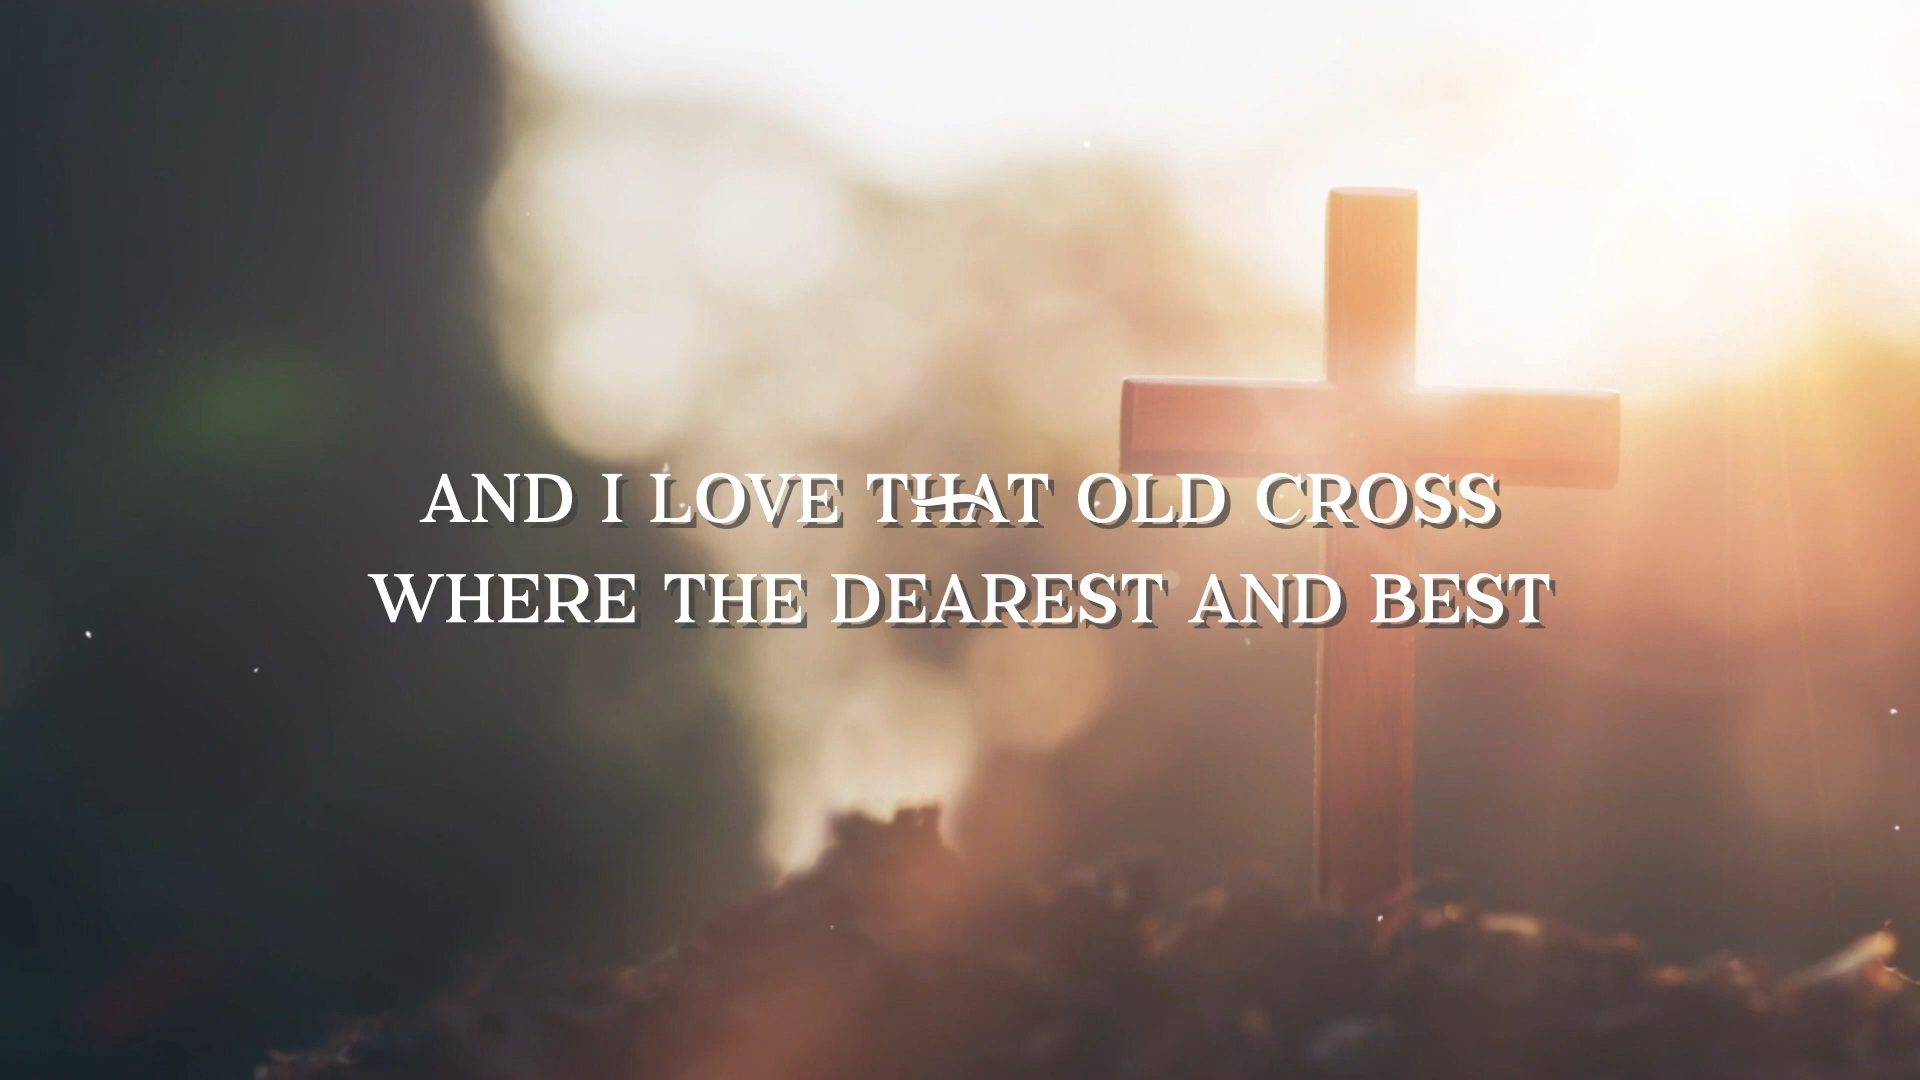 AND I LOVE THAT OLD CROSS
WHERE THE DEAREST AND BEST